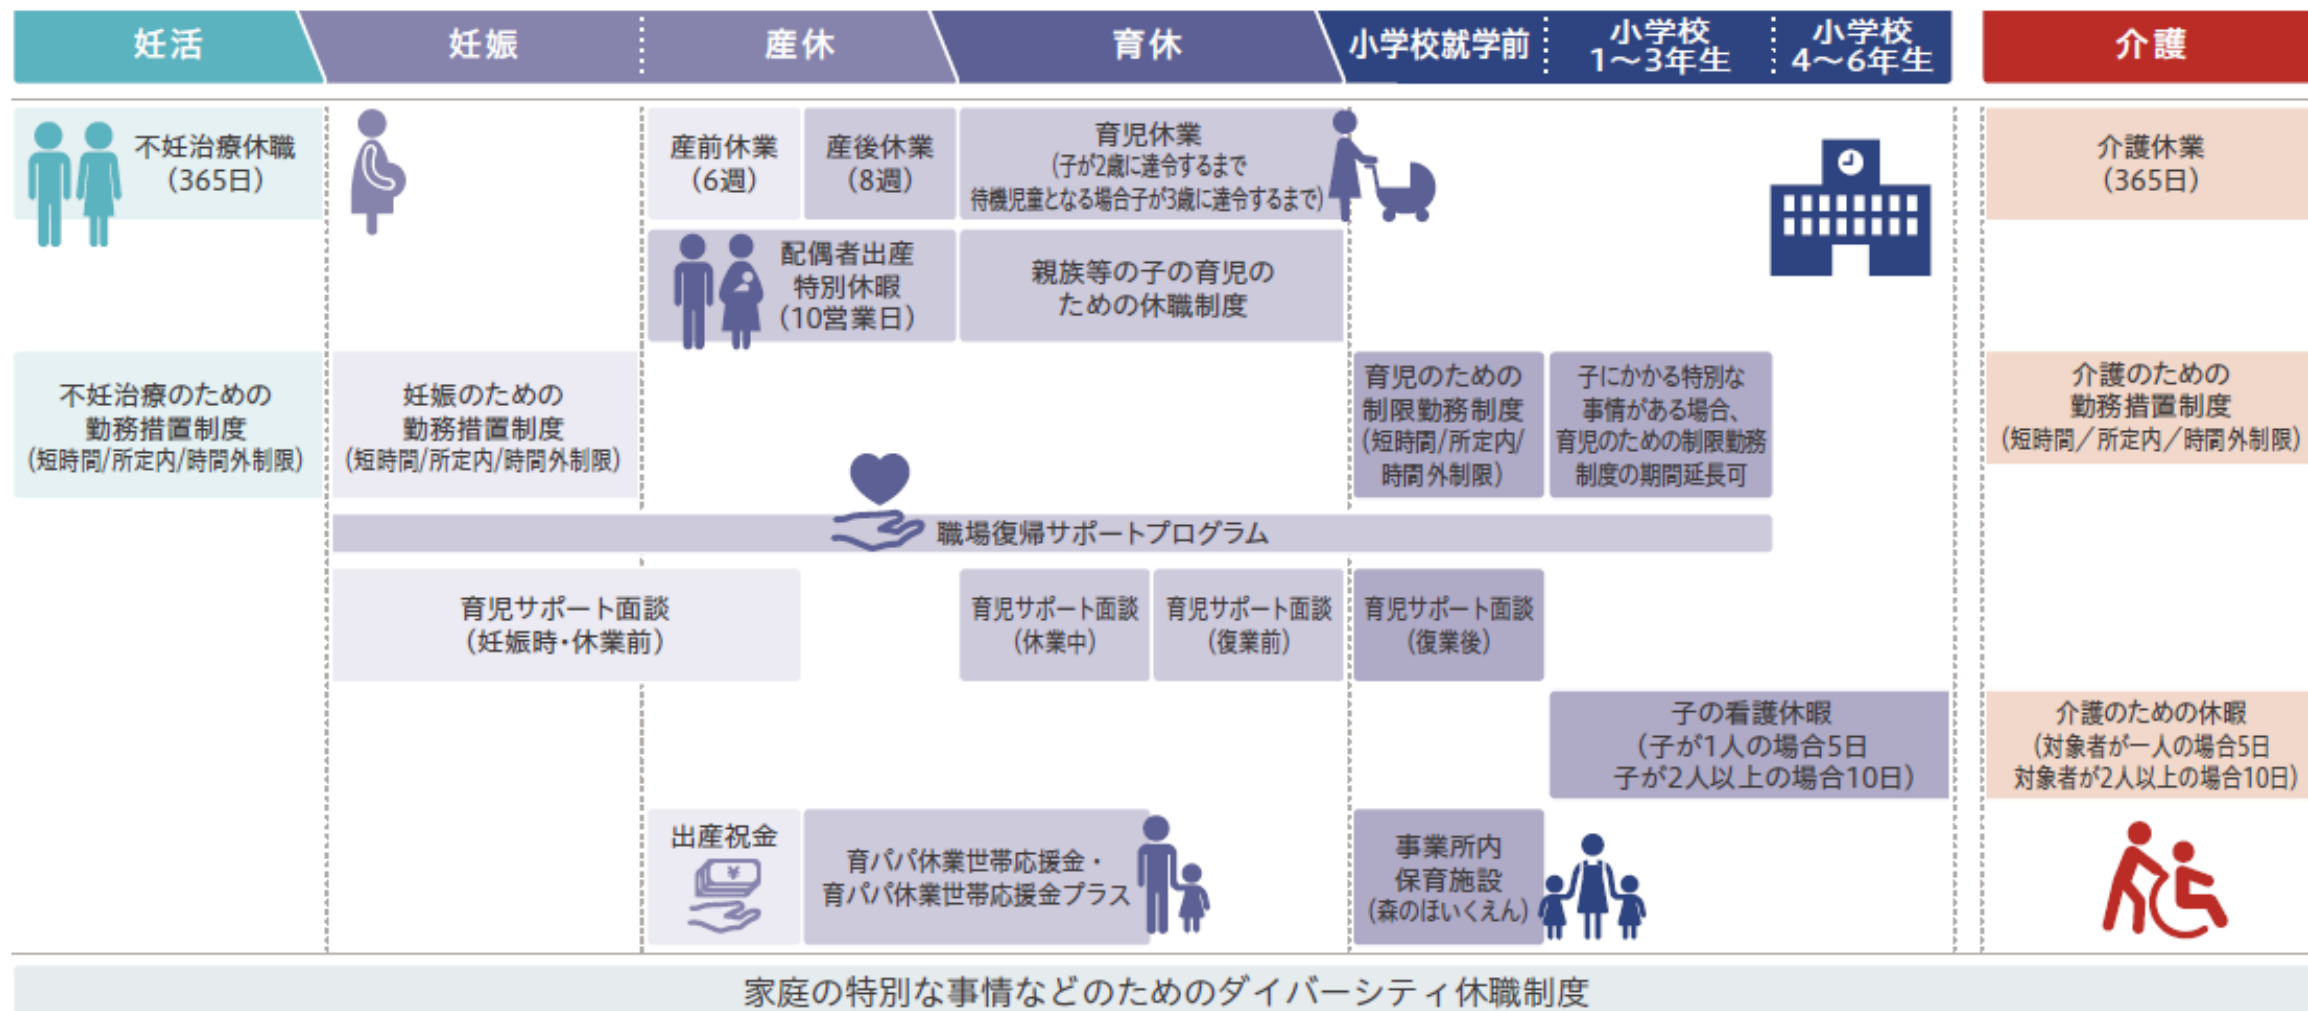 妊活
妊娠
産休
育休
小学校就学前
小学校
1～3年生
小学校
4～6年生
介護
不妊治療休職
(365日)
産前休業
(6週)
産後休業
(8週)
育児休業
(子が2歳に達令するまで
待機児童となる場合子が3歳に達令するまで)
介護休業
(365日)
配偶者出産
特別休暇
(10営業日)
親族等の子の育児の
ための休職制度
不妊治療のための
勤務措置制度
(短時間/所定内/時間外制限)
妊娠のための
勤務措置制度
(短時間/所定内/時間外制限)
育児のための
制限勤務制度
(短時間/所定内/
時間外制限)
子にかかる特別な
事情がある場合、
育児のための制限勤務
制度の期間延長可
介護のための
勤務措置制度
(短時間／所定内／時間外制限)
職場復帰サポートプログラム
育児サポート面談
(妊娠時・休業前)
育児サポート面談
(休業中)
育児サポート面談
(復業前)
育児サポート面談
(復業後)
子の看護休暇
(子が1人の場合5日
子が2人以上の場合10日)
介護のための休暇
(対象者が一人の場合5日
対象者が2人以上の場合10日)
出産祝金
¥
育パパ休業世帯応援金・
育パパ休業世帯応援金プラス
事業所内
保育施設
(森のほいくえん)
家庭の特別な事情などのためのダイバーシティ休職制度